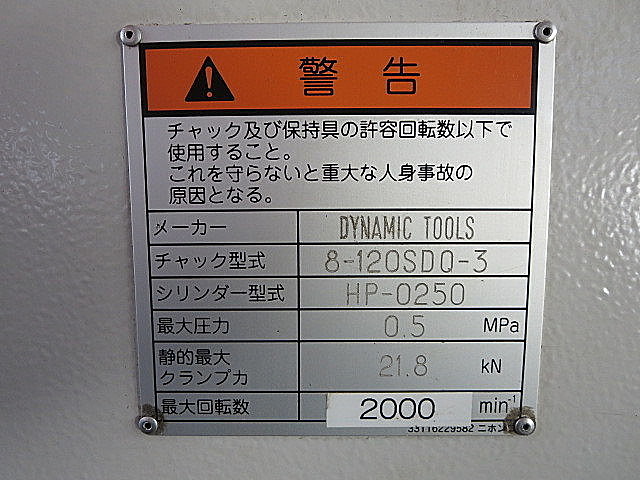 警告
チャック及び保持具の許容回転数以下で
使用すること。
これを守らないと重大な人身事故の
原因となる。
メーカー DYNAMIC TOOLS
チャック型式 8-120SDQ-3
シリンダー型式 HP-0250
最大圧力 0.5 MPa
静的最大
クランプ力 21.8 kN
最大回転数 2000 min⁻¹
33116229582 ニホン